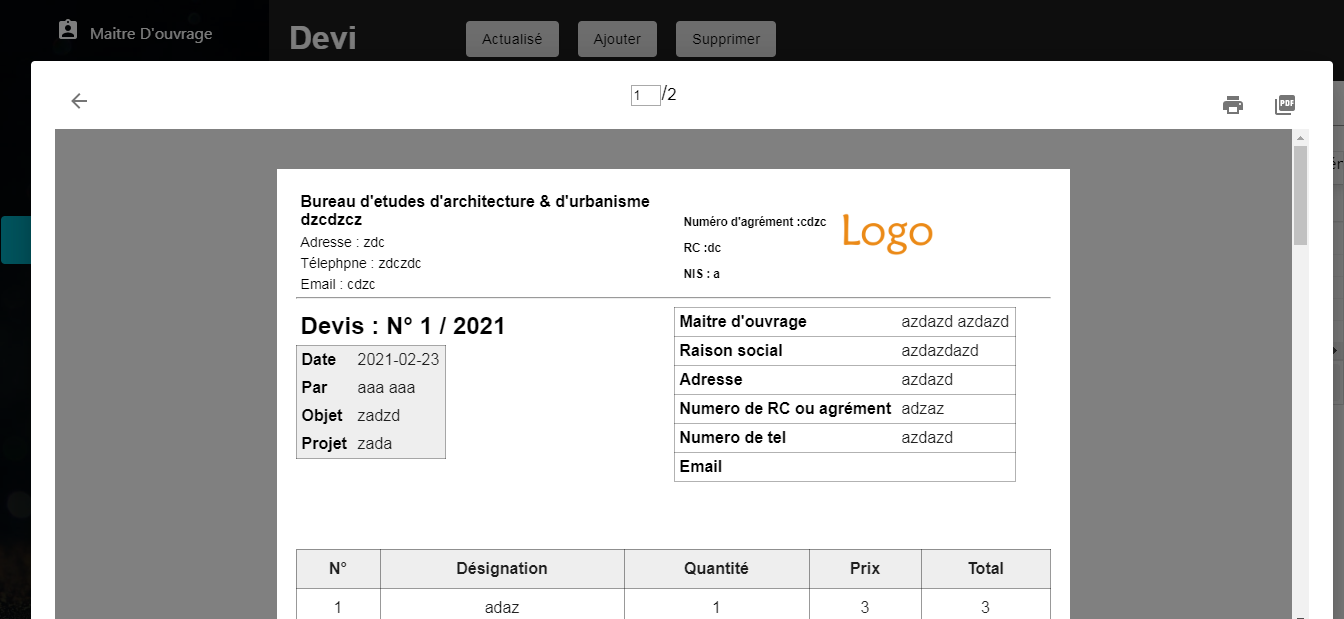 Maitre D'ouvrage
Devi
Actualisé Ajouter Supprimer
1/2
PDF
Bureau d'etudes d'architecture & d'urbanisme
dzcdzcz
Adresse : zdc
Télephpne : zdczdc
Email : cdzc
Numéro d'agrément :cdzc
RC :dc
NIS : a
Logo
Devis : N° 1 / 2021
Date 2021-02-23
Par aaa aaa
Objet zadzd
Projet zada
Maitre d'ouvrage azdazd azdazd
Raison social azdazdazd
Adresse azdazd
Numero de RC ou agrément adzaz
Numero de tel azdazd
Email
N° Désignation Quantité Prix Total
1 adaz 1 3 3